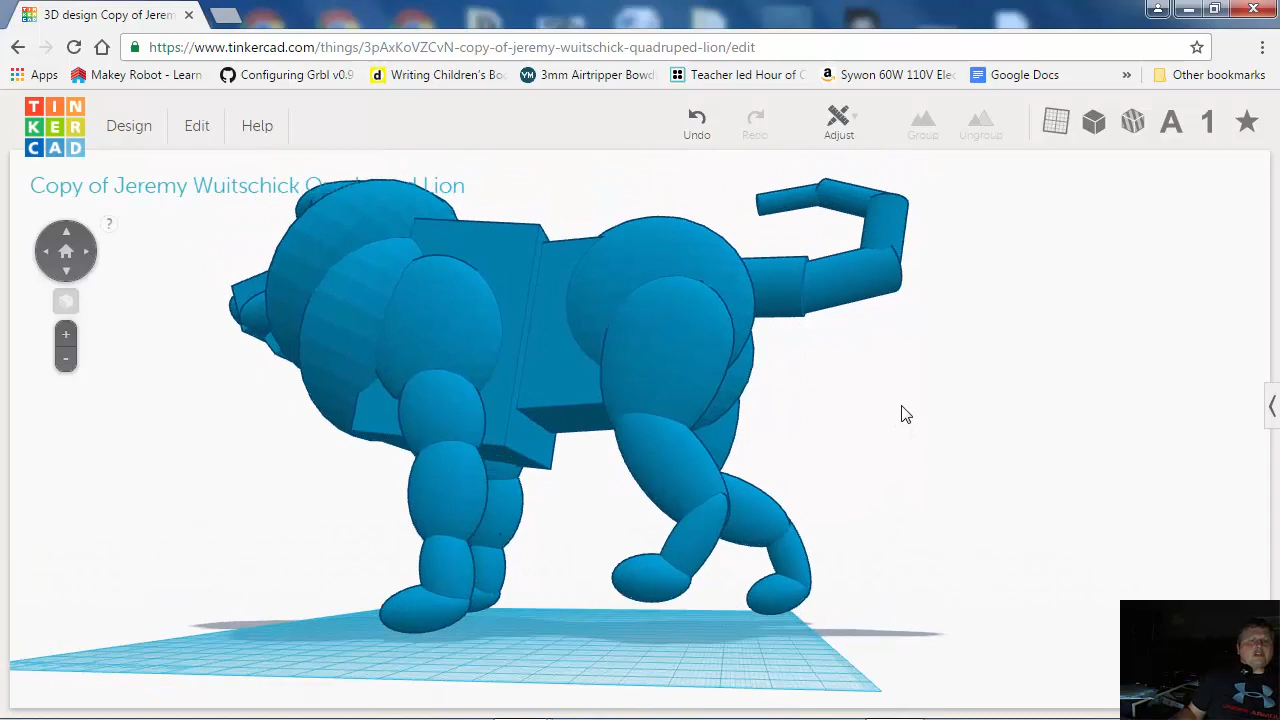 3D design Copy of Jerem
https://www.tinkercad.com/things/3pAxKoVZCvN-copy-of-jeremy-wuitschick-quadruped-lion/edit
Apps Makey Robot - Learn Configuring Grbl v0.9 Writing Children's Bo 3mm Airtripper Bowd Teacher led Hour of C Sywon 60W 110V Elec Google Docs » Other bookmarks
TIN
KER
CAD
Design Edit Help Undo Redo Adjust Group Ungroup A 1
Copy of Jeremy Wuitschick Quadruped Lion
?
+
-